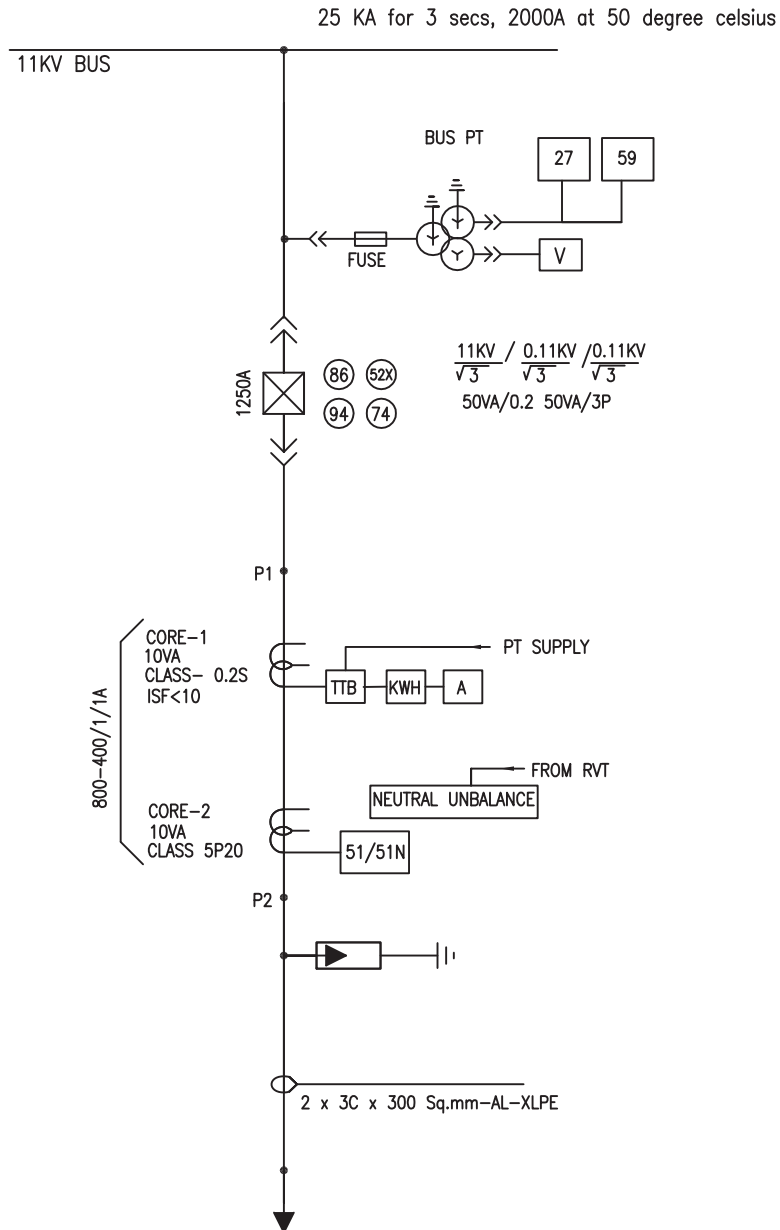 25 KA for 3 secs, 2000A at 50 degree celsius
11KV BUS
BUS PT
27
59
FUSE
V
1250A
86
52X
94
74
11KV / 0.11KV /0.11KV
√3 √3 √3
50VA/0.2 50VA/3P
P1
800-400/1/1A
CORE-1
10VA
CLASS- 0.2S
ISF<10
PT SUPPLY
TTB
KWH
A
FROM RVT
NEUTRAL UNBALANCE
CORE-2
10VA
CLASS 5P20
51/51N
P2
2 x 3C x 300 Sq.mm-AL-XLPE